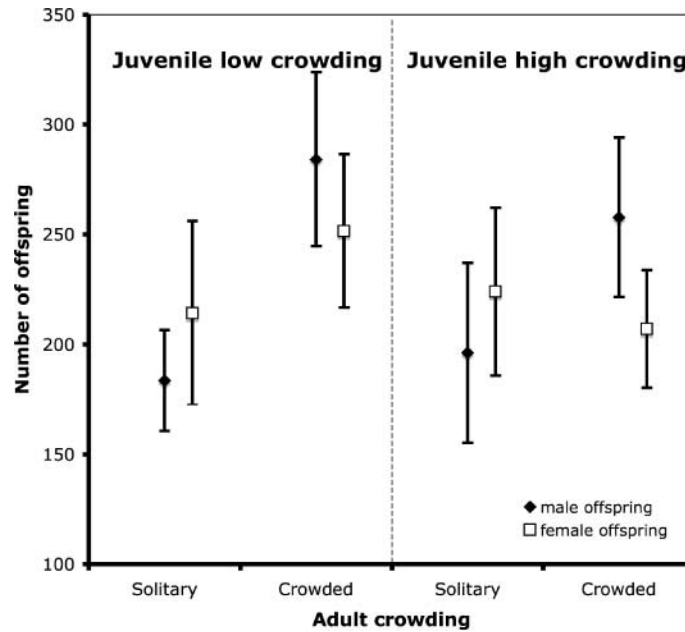 350
300
250
200
150
100
Number of offspring
Juvenile low crowding
Juvenile high crowding
male offspring
female offspring
Solitary
Crowded
Solitary
Crowded
Adult crowding